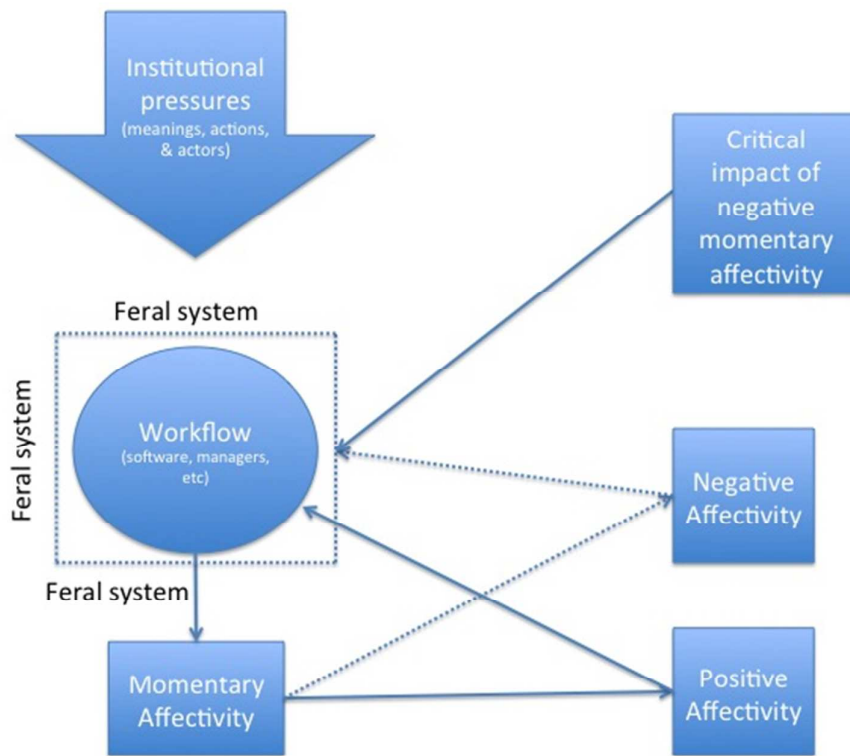 Institutional
pressures
(meanings, actions,
& actors)
Critical
impact of
negative
momentary
affectivity
Feral system
Feral system
Workflow
(software, managers,
etc)
Negative
Affectivity
Feral system
Momentary
Affectivity
Positive
Affectivity